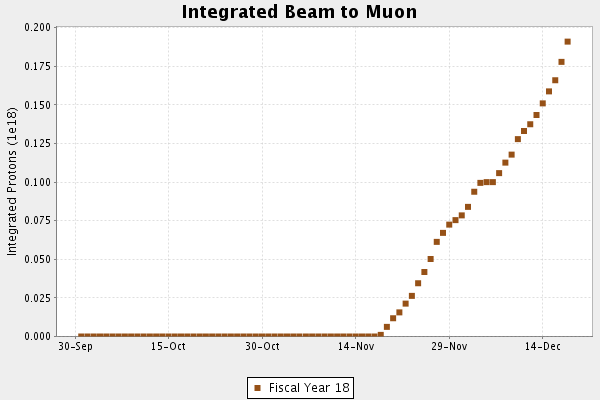 Integrated Beam to Muon
Integrated Protons (1e18)
0.200
0.175
0.150
0.125
0.100
0.075
0.050
0.025
0.000
30-Sep 15-Oct 30-Oct 14-Nov 29-Nov 14-Dec
Fiscal Year 18